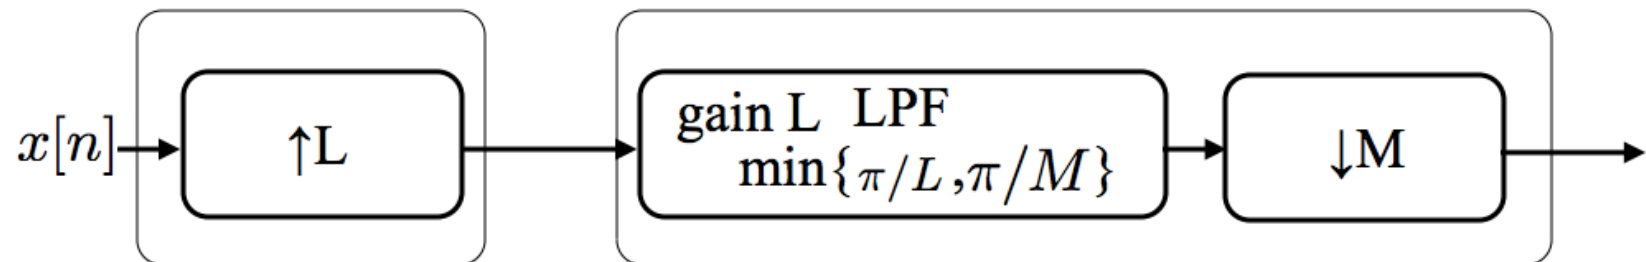 x[n]
↑L
gain L LPF
min{π/L,π/M}
↓M